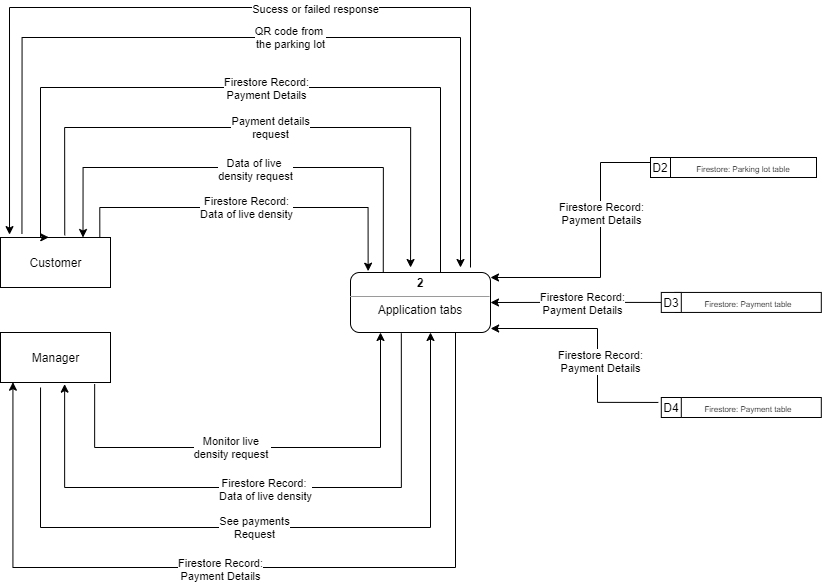 Sucess or failed response
QR code from
the parking lot
Firestore Record:
Payment Details
Payment details
request
Data of live
density request
Firestore Record:
Data of live density
Customer
2
Application tabs
D2
Firestore: Parking lot table
Firestore Record:
Payment Details
D3
Firestore: Payment table
Firestore Record:
Payment Details
D4
Firestore: Payment table
Firestore Record:
Payment Details
Manager
Monitor live
density request
Firestore Record:
Data of live density
See payments
Request
Firestore Record:
Payment Details